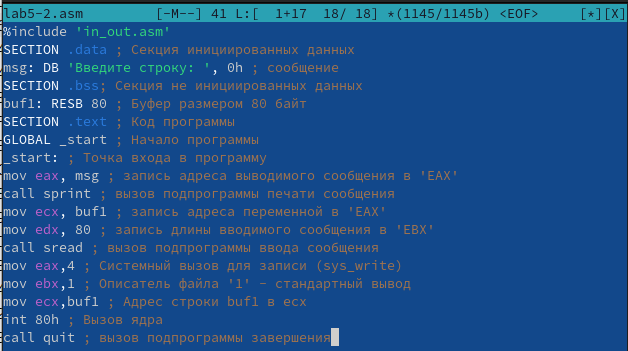 lab5-2.asm [-M--] 41 L:[ 1+17 18/ 18] *(1145/1145b) <EOF> [*][X]
%include 'in_out.asm'
SECTION .data ; Секция инициированных данных
msg: DB 'Введите строку: ', 0h ; сообщение
SECTION .bss; Секция не инициированных данных
buf1: RESB 80 ; Буфер размером 80 байт
SECTION .text ; Код программы
GLOBAL _start ; Начало программы
_start: ; Точка входа в программу
mov eax, msg ; запись адреса выводимого сообщения в 'EAX'
call sprint ; вызов подпрограммы печати сообщения
mov ecx, buf1 ; запись адреса переменной в 'EAX'
mov edx, 80 ; запись длины вводимого сообщения в 'EBX'
call sread ; вызов подпрограммы ввода сообщения
mov eax,4 ; Системный вызов для записи (sys_write)
mov ebx,1 ; Описатель файла '1' - стандартный вывод
mov ecx,buf1 ; Адрес строки buf1 в ecx
int 80h ; Вызов ядра
call quit ; вызов подпрограммы завершения